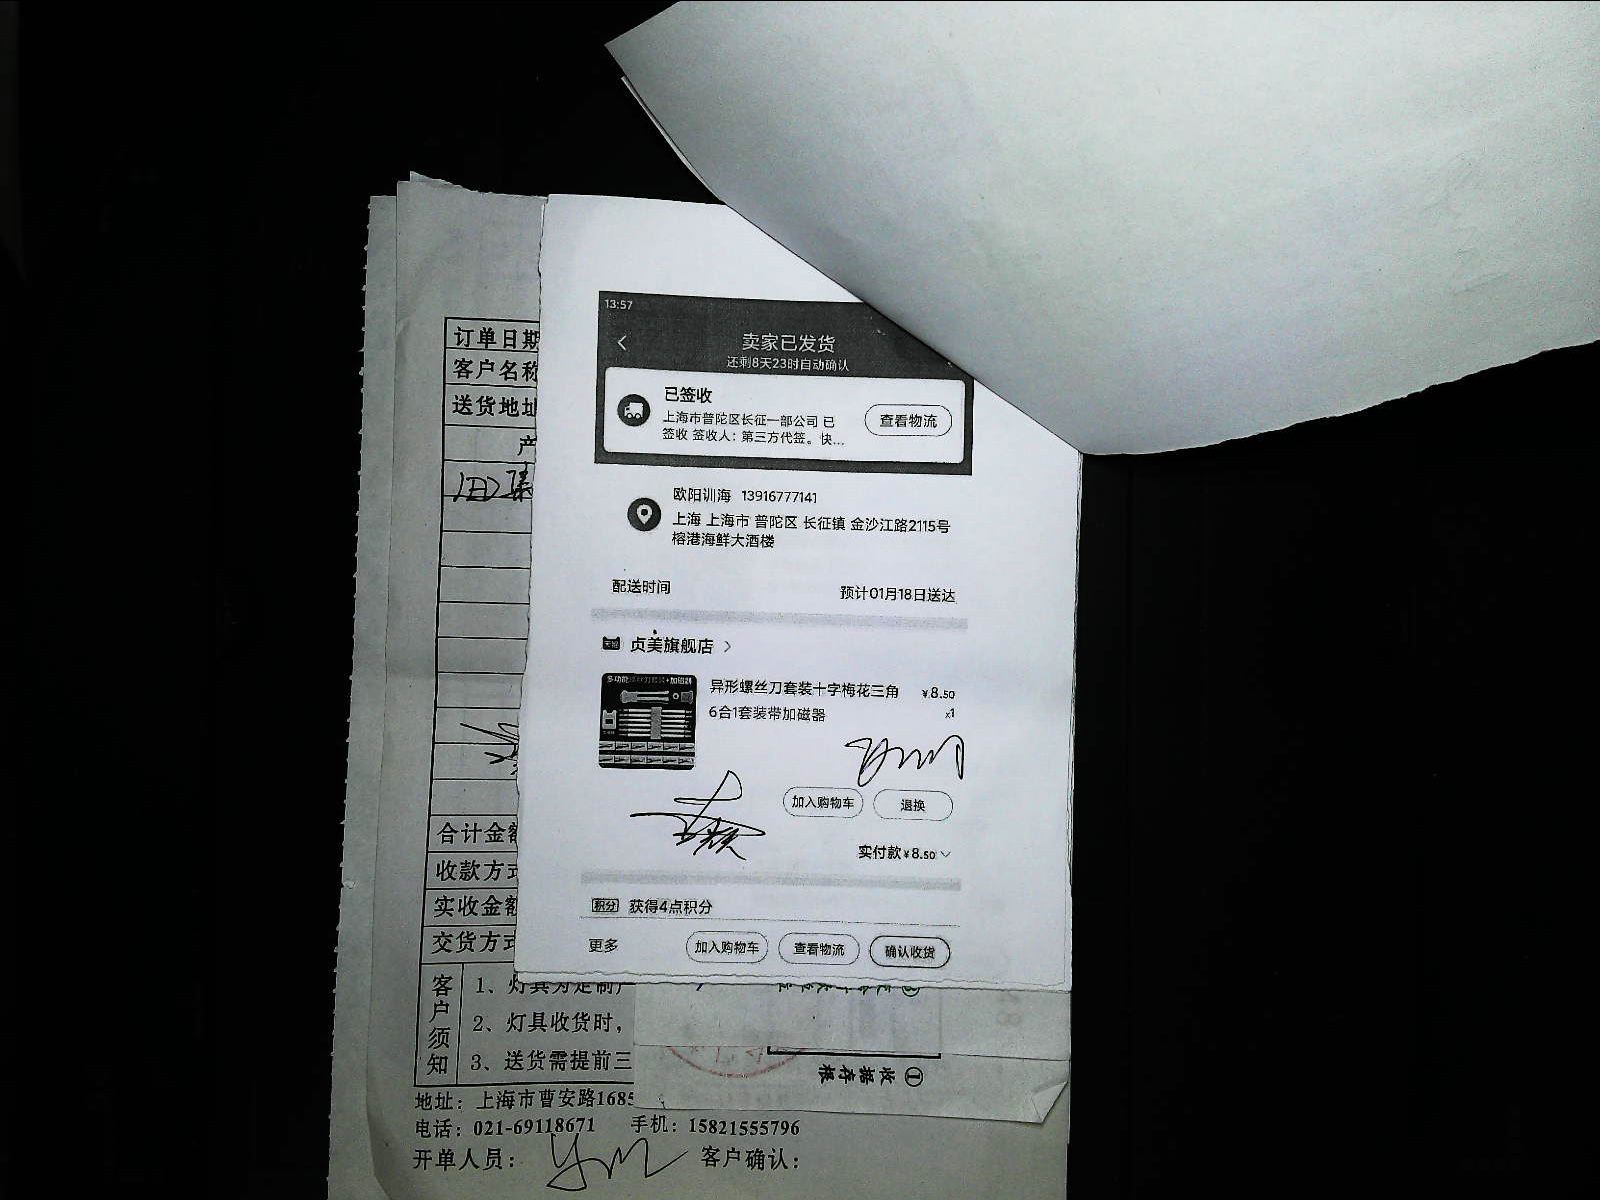 13:57
卖家已发货
还剩8天23时自动确认
已签收
上海市普陀区长征一部公司 已
签收 签收人：第三方代签。快...
查看物流
欧阳训海 13916777141
上海 上海市 普陀区 长征镇 金沙江路2115号
榕港海鲜大酒楼
配送时间
预计01月18日送达
贞美旗舰店
异形螺丝刀套装十字梅花三角 ¥8.50
6合1套装带加磁器 x1
加入购物车 退换
实付款¥8.50
积分 获得4点积分
更多 加入购物车 查看物流 确认收货
订单日期
客户名称
送货地址
产
合计金额
收款方式
实收金额
交货方式
客户须知
1、灯具为定制产
2、灯具收货时，
3、送货需提前三
① 收据存根
地址：上海市曹安路1685
电话：021-69118671 手机：15821555796
开单人员： 客户确认：